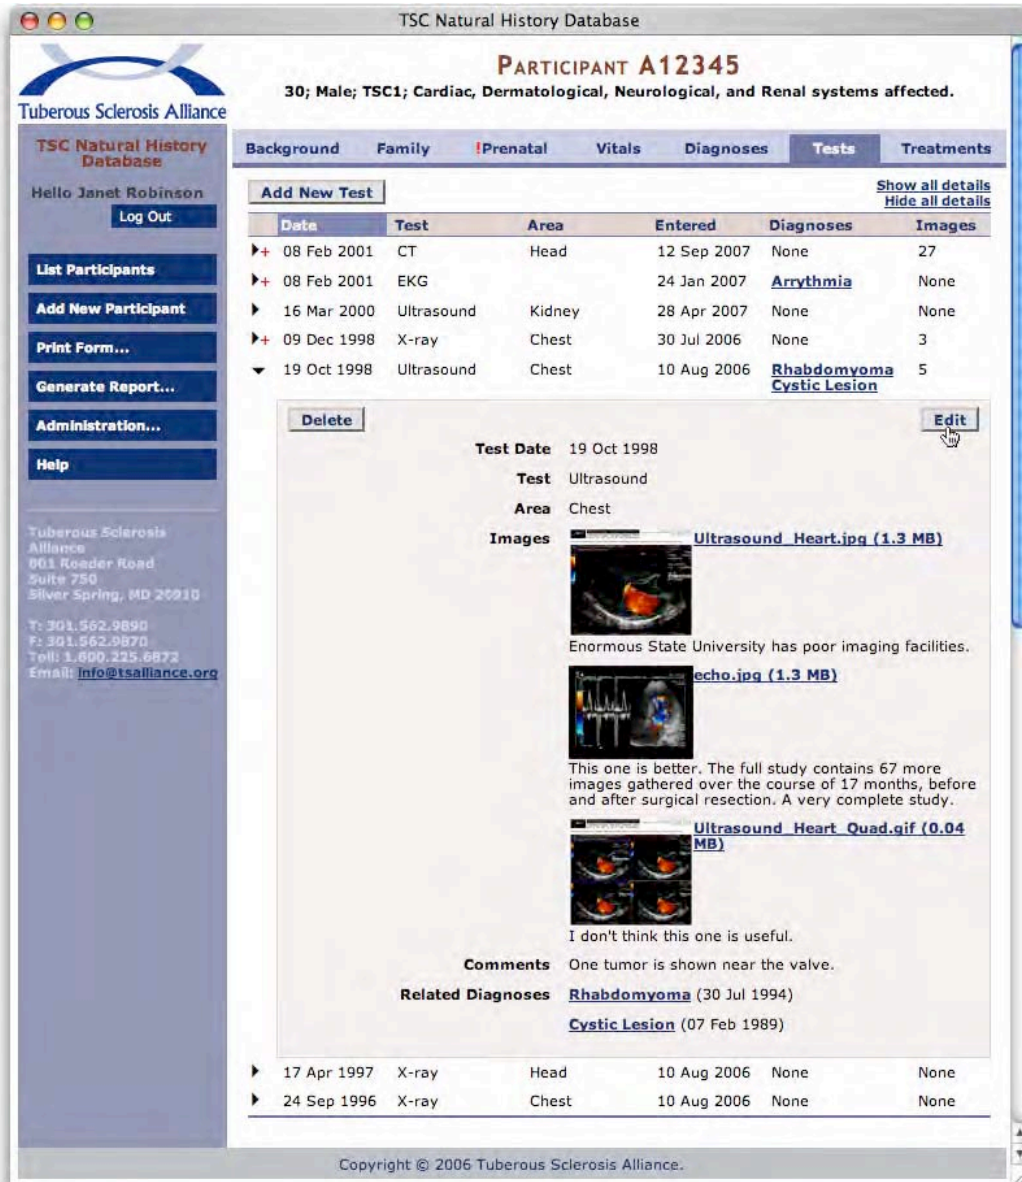 TSC Natural History Database
Tuberous Sclerosis Alliance
PARTICIPANT A12345
30; Male; TSC1; Cardiac, Dermatological, Neurological, and Renal systems affected.
TSC Natural History
Database
Hello Janet Robinson
Log Out
List Participants
Add New Participant
Print Form...
Generate Report...
Administration...
Help
Tuberous Sclerosis
Alliance
801 Roeder Road
Suite 750
Silver Spring, MD 20910
T: 301.562.9890
F: 301.562.9870
Toll: 1.800.225.6872
Email: info@tsalliance.org
Background Family !Prenatal Vitals Diagnoses Tests Treatments
Add New Test
Show all details
Hide all details
Date Test Area Entered Diagnoses Images
+ 08 Feb 2001 CT Head 12 Sep 2007 None 27
+ 08 Feb 2001 EKG 24 Jan 2007 Arrythmia None
16 Mar 2000 Ultrasound Kidney 28 Apr 2007 None None
+ 09 Dec 1998 X-ray Chest 30 Jul 2006 None 3
19 Oct 1998 Ultrasound Chest 10 Aug 2006 Rhabdomyoma 5
Cystic Lesion
Delete Edit
Test Date 19 Oct 1998
Test Ultrasound
Area Chest
Images Ultrasound_Heart.jpg (1.3 MB)
Enormous State University has poor imaging facilities.
echo.jpg (1.3 MB)
This one is better. The full study contains 67 more
images gathered over the course of 17 months, before
and after surgical resection. A very complete study.
Ultrasound_Heart_Quad.gif (0.04
MB)
I don't think this one is useful.
Comments One tumor is shown near the valve.
Related Diagnoses Rhabdomyoma (30 Jul 1994)
Cystic Lesion (07 Feb 1989)
17 Apr 1997 X-ray Head 10 Aug 2006 None None
24 Sep 1996 X-ray Chest 10 Aug 2006 None None
Copyright © 2006 Tuberous Sclerosis Alliance.